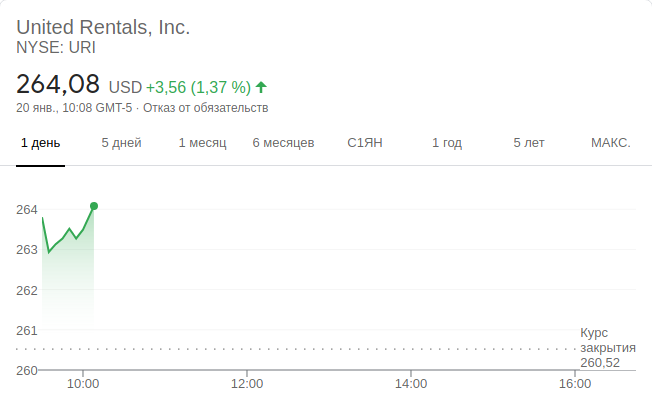 United Rentals, Inc.
NYSE: URI
264,08 USD +3,56 (1,37 %)
20 янв., 10:08 GMT-5 · Отказ от обязательств
1 день 5 дней 1 месяц 6 месяцев С1ЯН 1 год 5 лет МАКС.
264
263
262
261
Курс
закрытия
260,52
260
10:00 12:00 14:00 16:00